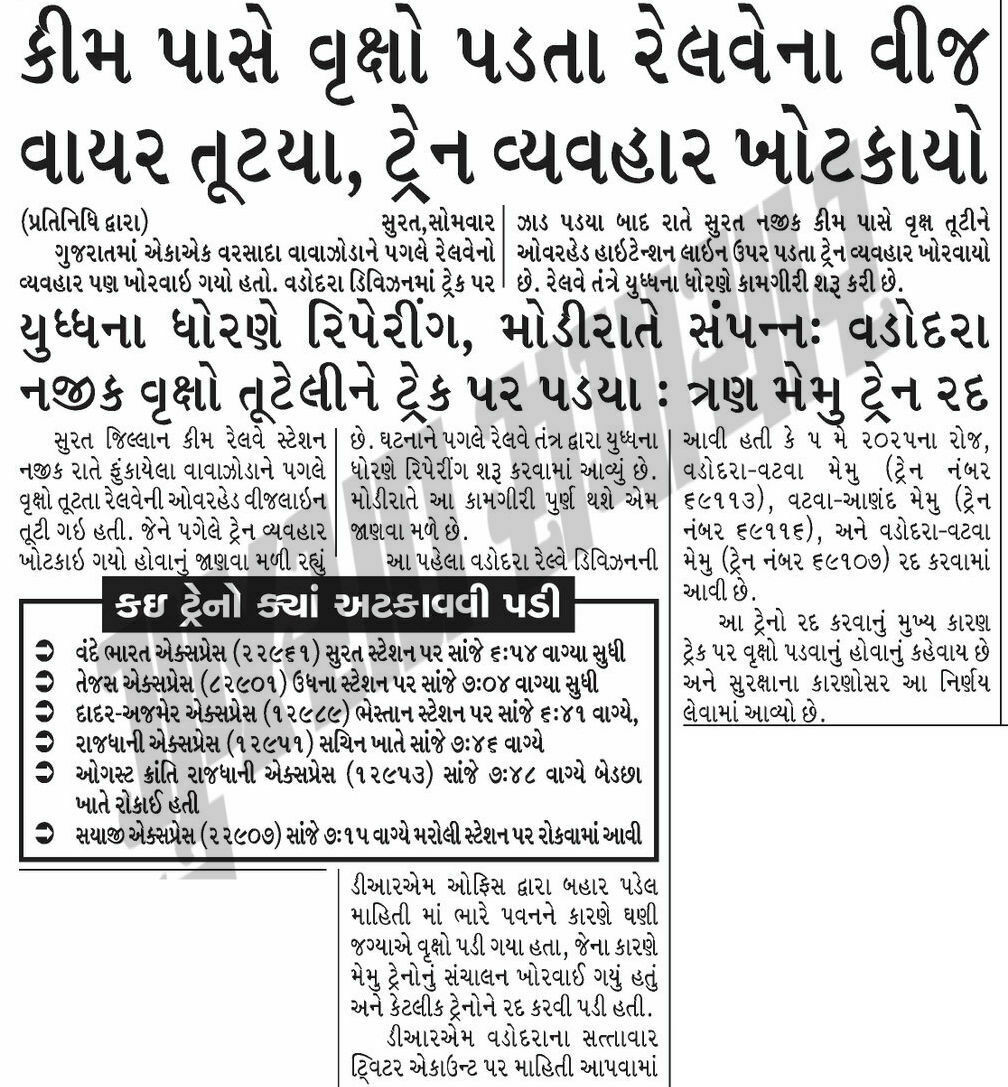 કીમ પાસે વૃક્ષો પડતા રેલવેના વીજ
વાયર તૂટયા, ટ્રેન વ્યવહાર ખોટકાયો
(પ્રતિનિધિ દ્વારા) સુરત,સોમવાર
ગુજરાતમાં એકાએક વરસાદા વાવાઝોડાને પગલે રેલવેનો
વ્યવહાર પણ ખોરવાઇ ગયો હતો. વડોદરા ડિવિઝનમાં ટ્રેક પર
ઝાડ પડયા બાદ રાતે સુરત નજીક કીમ પાસે વૃક્ષ તૂટીને
ઓવરહેડ હાઇટેન્શન લાઇન ઉપર પડતા ટ્રેન વ્યવહાર ખોરવાયો
છે. રેલવે તંત્રે યુધ્ધના ધોરણે કામગીરી શરૂ કરી છે.
યુધ્ધના ધોરણે રિપેરીંગ, મોડીરાતે સંપન્નઃ વડોદરા
નજીક વૃક્ષો તૂટેલીને ટ્રેક પર પડયા : ત્રણ મેમુ ટ્રેન રદ
સુરત જિલ્લાન કીમ રેલવે સ્ટેશન
નજીક રાતે ફુંકાયેલા વાવાઝોડાને પગલે
વૃક્ષો તૂટતા રેલવેની ઓવરહેડ વીજલાઇન
તૂટી ગઇ હતી. જેને પગેલે ટ્રેન વ્યવહાર
ખોટકાઇ ગયો હોવાનું જાણવા મળી રહ્યું
છે. ઘટનાને પગલે રેલવે તંત્ર દ્વારા યુધ્ધના
ધોરણે રિપેરીંગ શરૂ કરવામાં આવ્યું છે.
મોડીરાતે આ કામગીરી પુર્ણ થશે એમ
જાણવા મળે છે.
આ પહેલા વડોદરા રેલ્વે ડિવિઝનની
કઇ ટ્રેનો ક્યાં અટકાવવી પડી
વંદે ભારત એક્સપ્રેસ (૨૨૯૬૧) સુરત સ્ટેશન પર સાંજે ૬:૫૪ વાગ્યા સુધી
તેજસ એક્સપ્રેસ (૮૨૯૦૧) ઉધના સ્ટેશન પર સાંજે ૭:૦૪ વાગ્યા સુધી
દાદર-અજમેર એક્સપ્રેસ (૧૨૯૮૯) ભેસ્તાન સ્ટેશન પર સાંજે ૬:૪૧ વાગ્યે,
રાજધાની એક્સપ્રેસ (૧૨૯૫૧) સચિન ખાતે સાંજે ૭:૪૬ વાગ્યે
ઓગસ્ટ ક્રાંતિ રાજધાની એક્સપ્રેસ (૧૨૯૫૩) સાંજે ૭:૪૮ વાગ્યે બેડછા
ખાતે રોકાઈ હતી
સયાજી એક્સપ્રેસ (૨૨૯૦૭) સાંજે ૭:૧૫ વાગ્યે મરોલી સ્ટેશન પર રોકવામાં આવી
ડીઆરએમ ઓફિસ દ્વારા બહાર પડેલ
માહિતી માં ભારે પવનને કારણે ઘણી
જગ્યાએ વૃક્ષો પડી ગયા હતા, જેના કારણે
મેમુ ટ્રેનોનું સંચાલન ખોરવાઈ ગયું હતું
અને કેટલીક ટ્રેનોને રદ કરવી પડી હતી.
ડીઆરએમ વડોદરાના સત્તાવાર
ટ્વિટર એકાઉન્ટ પર માહિતી આપવામાં
આવી હતી કે ૫ મે ૨૦૨૫ના રોજ,
વડોદરા-વટવા મેમુ (ટ્રેન નંબર
૬૯૧૧૩), વટવા-આણંદ મેમુ (ટ્રેન
નંબર ૬૯૧૧૬), અને વડોદરા-વટવા
મેમુ (ટ્રેન નંબર ૬૯૧૦૭) રદ કરવામાં
આવી છે.
આ ટ્રેનો રદ કરવાનું મુખ્ય કારણ
ટ્રેક પર વૃક્ષો પડવાનું હોવાનું કહેવાય છે
અને સુરક્ષાના કારણોસર આ નિર્ણય
લેવામાં આવ્યો છે.